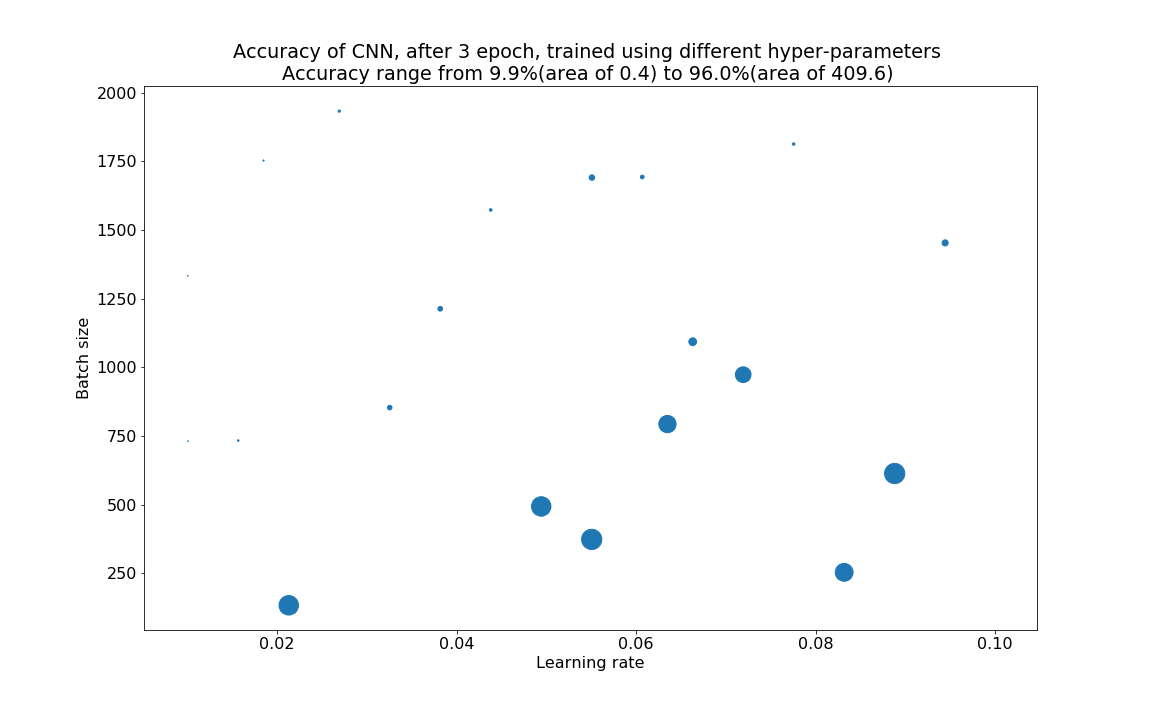 Accuracy of CNN, after 3 epoch, trained using different hyper-parameters
Accuracy range from 9.9%(area of 0.4) to 96.0%(area of 409.6)
2000
1750
1500
1250
1000
750
500
250
Batch size
0.02 0.04 0.06 0.08 0.10
Learning rate